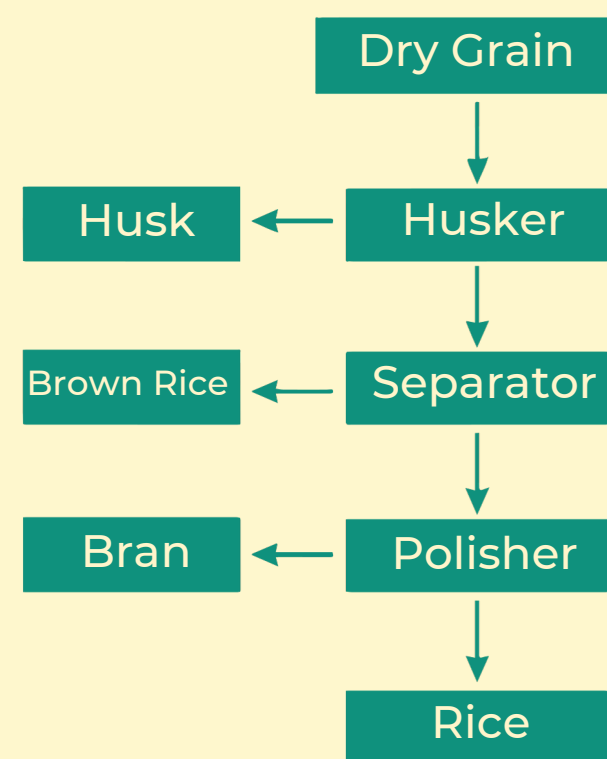 Dry Grain
Husk
Husker
Brown Rice
Separator
Bran
Polisher
Rice